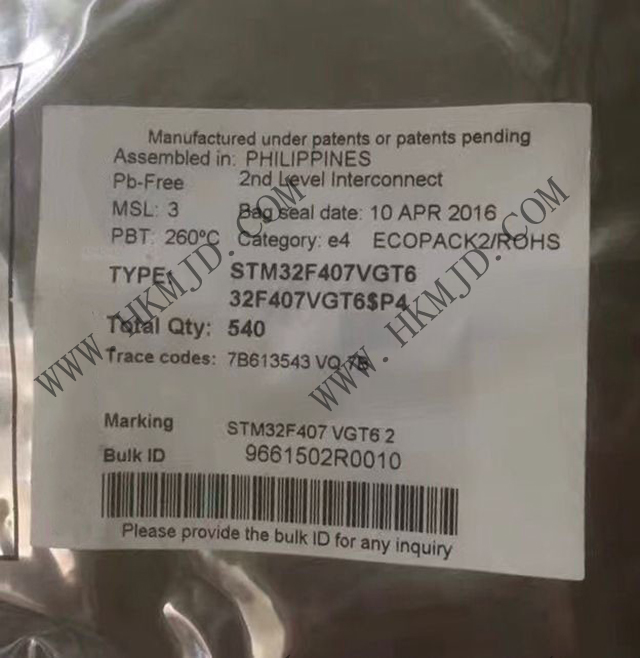 Manufactured under patents or patents pending
Assembled in: PHILIPPINES
Pb-Free 2nd Level Interconnect
MSL: 3 Bag seal date: 10 APR 2016
PBT: 260ºC Category: e4 ECOPACK2/ROHS
TYPE: STM32F407VGT6
32F407VGT6$P4
Total Qty: 540
Trace codes: 7B613543 VQ 7B
Marking STM32F407 VGT6 2
Bulk ID 9661502R0010
Please provide the bulk ID for any inquiry
WWW.HKMJD.COM
WWW.HKMJD.COM